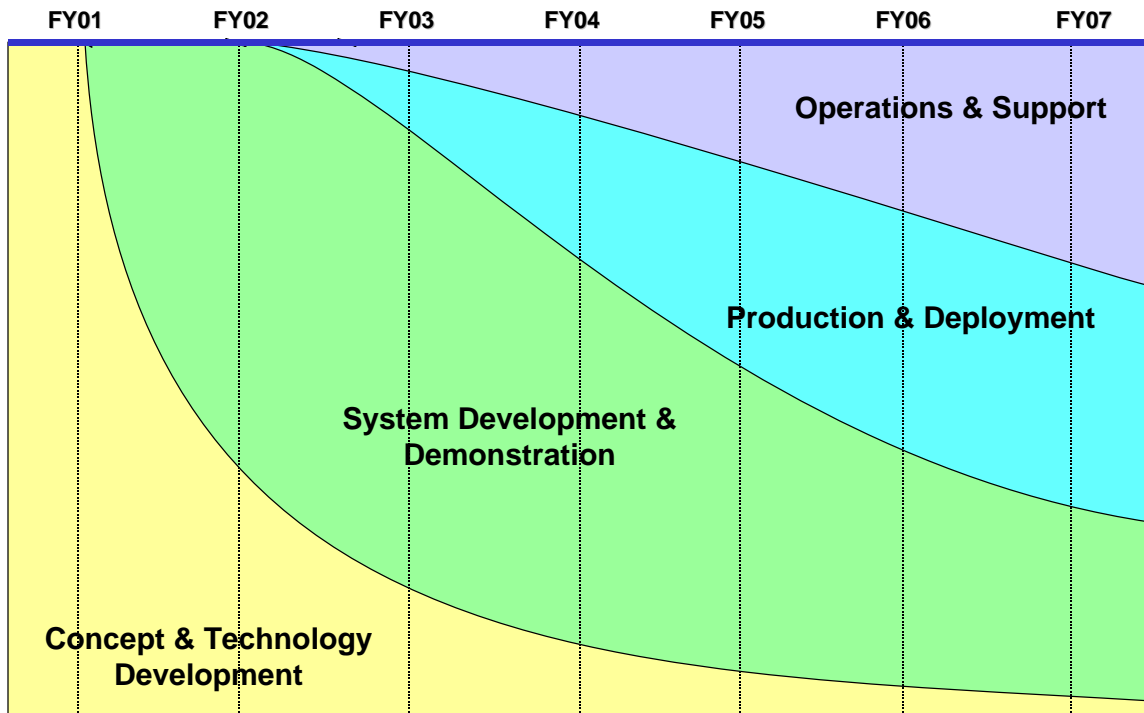 FY01 FY02 FY03 FY04 FY05 FY06 FY07
Operations & Support
Production & Deployment
System Development &
Demonstration
Concept & Technology
Development